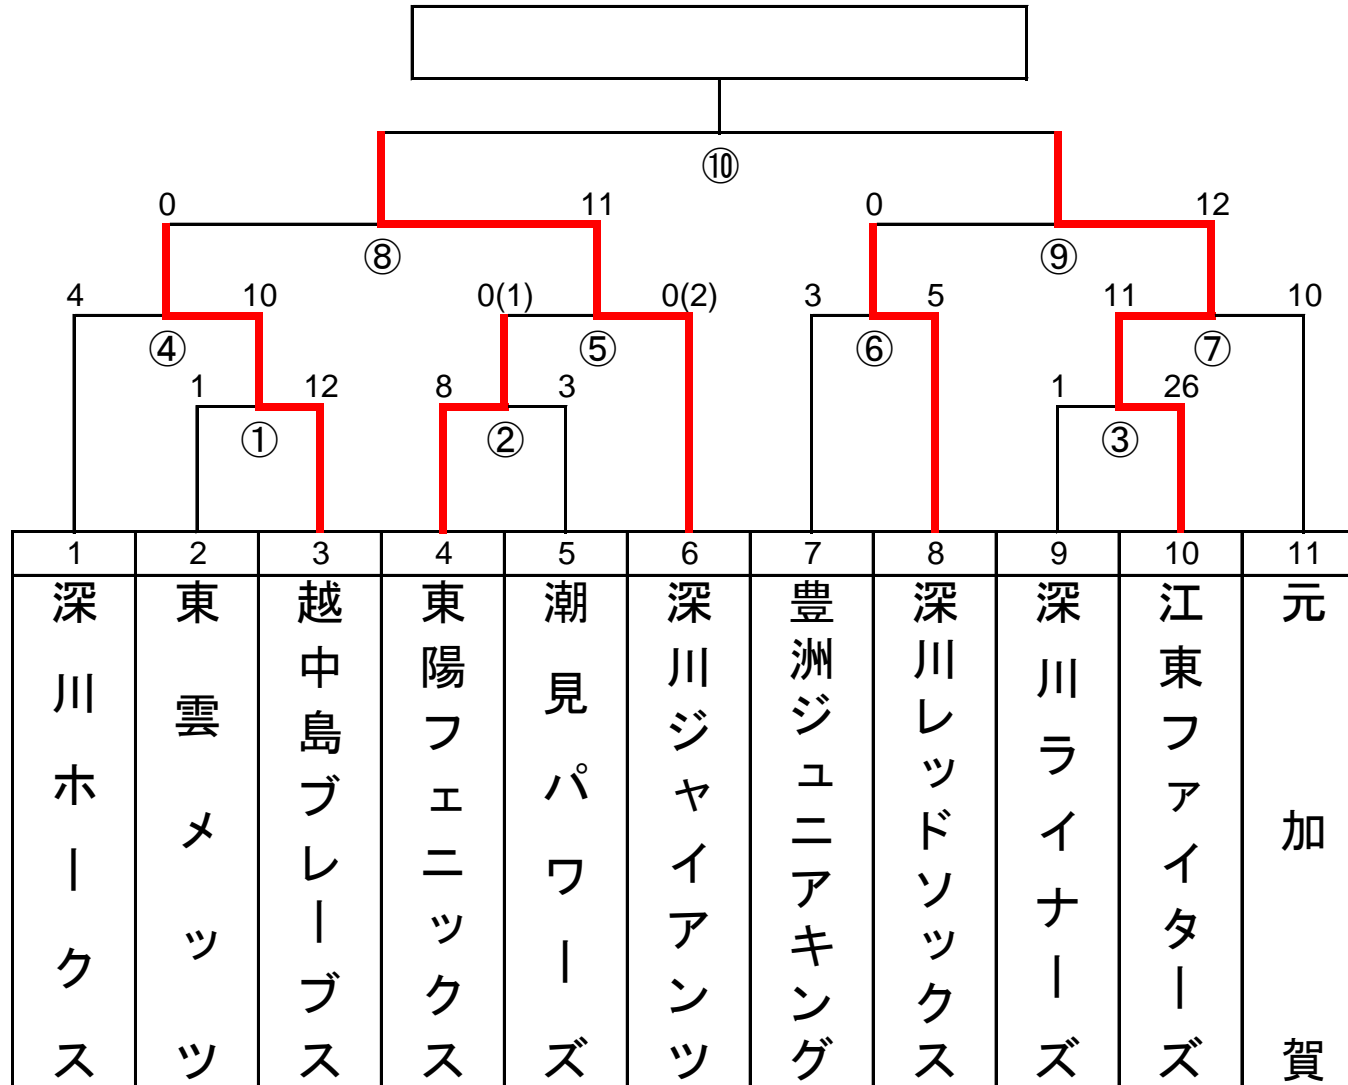 ⑩
0 11 0 12
⑧ ⑨
4 10 0(1) 0(2) 3 5 11 10
④ ⑤ ⑥ ⑦
1 12 8 3 1 26
① ② ③
1 2 3 4 5 6 7 8 9 10 11
深川ホークス
東雲メッツ
越中島ブレーブス
東陽フェニックス
潮見パワーズ
深川ジャイアンツ
豊洲ジュニアキング
深川レッドソックス
深川ライナーズ
江東ファイターズ
元加賀